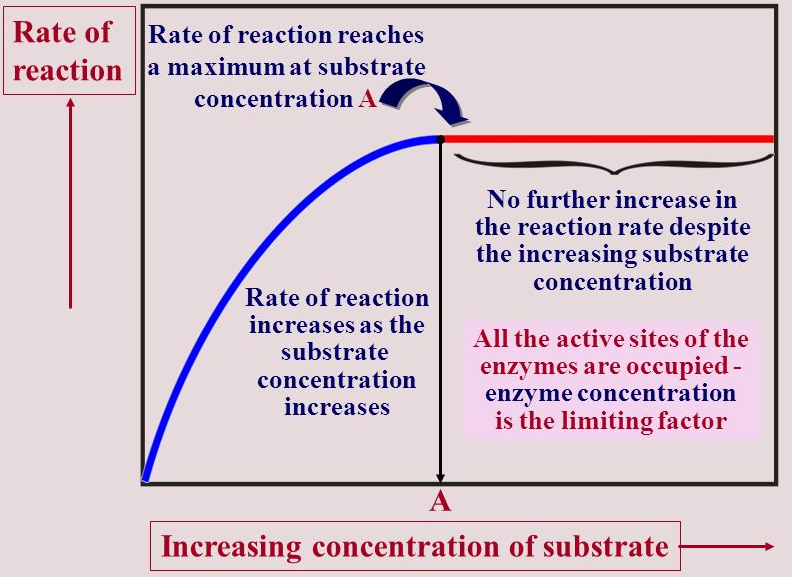 Rate of
reaction
Rate of reaction reaches
a maximum at substrate
concentration A
No further increase in
the reaction rate despite
the increasing substrate
concentration
Rate of reaction
increases as the
substrate
concentration
increases
All the active sites of the
enzymes are occupied -
enzyme concentration
is the limiting factor
A
Increasing concentration of substrate